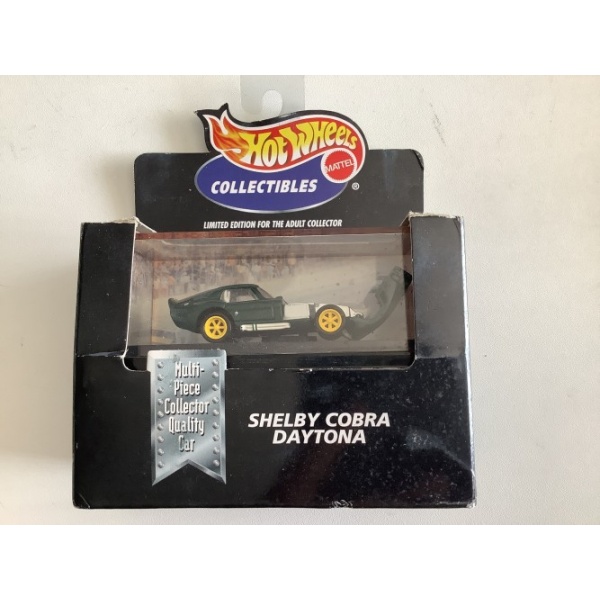 Hot Wheels
MATTEL
COLLECTIBLES ®
LIMITED EDITION FOR THE ADULT COLLECTOR
Multi-
Piece
Collector
Quality
Car
SHELBY COBRA
DAYTONA